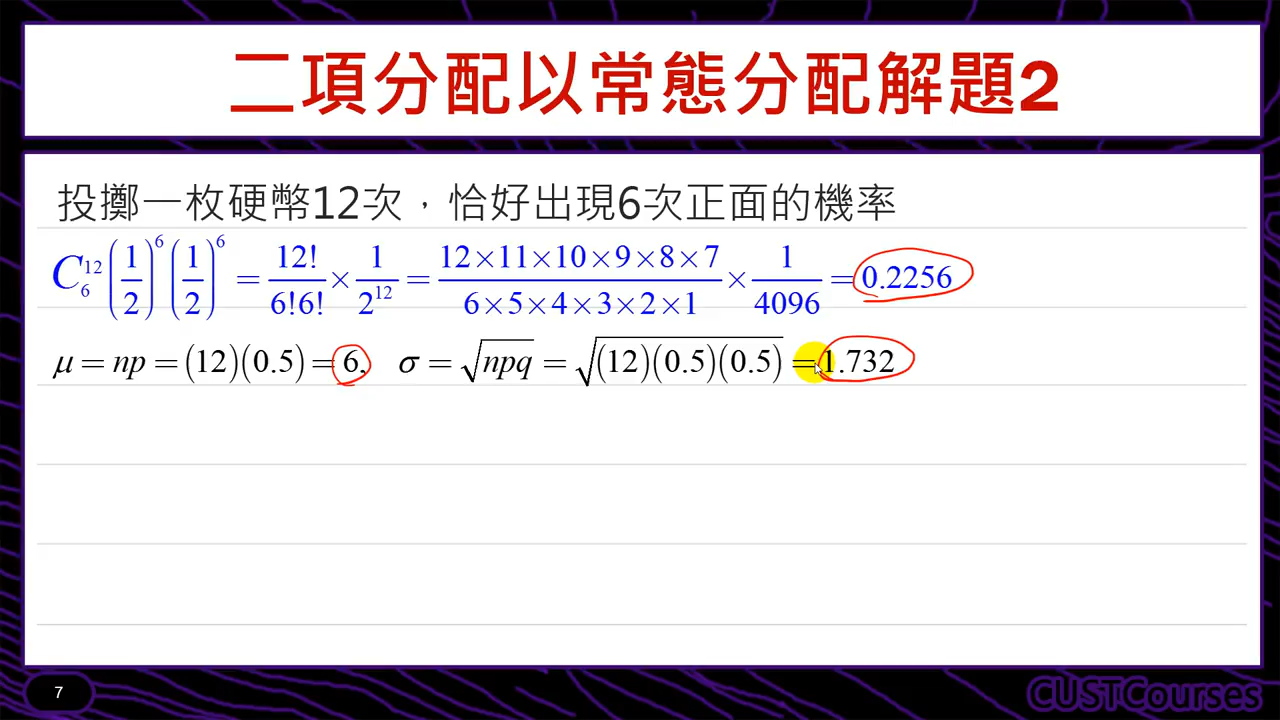 二項分配以常態分配解題2
投擲一枚硬幣12次，恰好出現6次正面的機率
C₆¹² (1/2)⁶ (1/2)⁶ = 12!/6!6! × 1/2¹² = 12×11×10×9×8×7/6×5×4×3×2×1 × 1/4096 = 0.2256
μ = np = (12)(0.5) = 6, σ = √npq = √(12)(0.5)(0.5) = 1.732
7
CUSTCourses